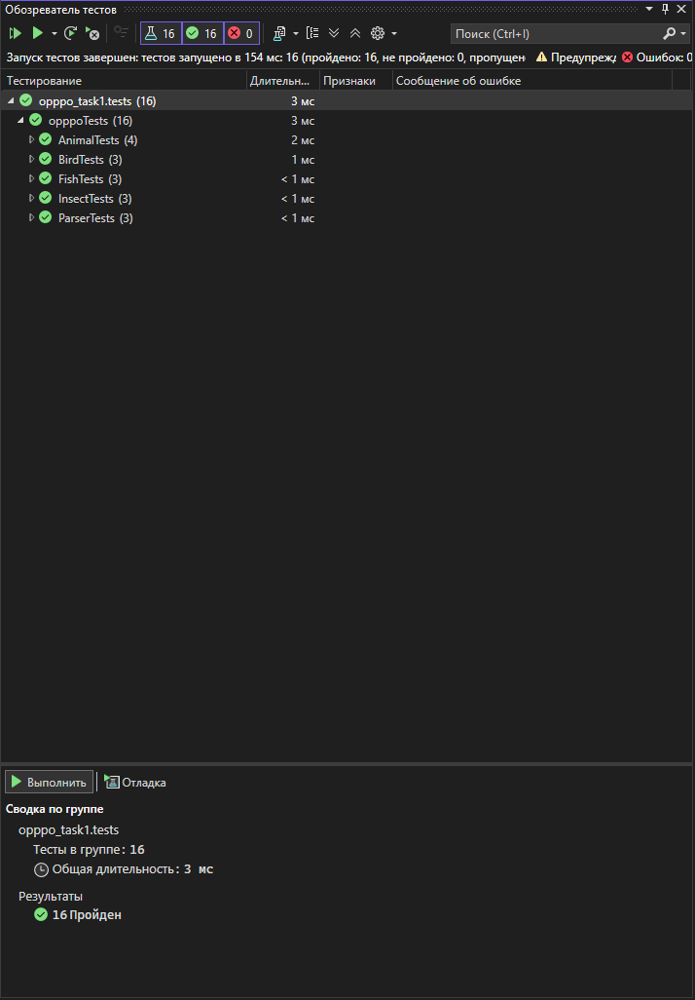 Обозреватель тестов
16 16 0 Поиск (Ctrl+I)
Запуск тестов завершен: тестов запущено в 154 мс: 16 (пройдено: 16, не пройдено: 0, пропущено Предупрежд Ошибок: 0
Тестирование Длительн... Признаки Сообщение об ошибке
opppo_task1.tests (16) 3 мс
opppoTests (16) 3 мс
AnimalTests (4) 2 мс
BirdTests (3) 1 мс
FishTests (3) < 1 мс
InsectTests (3) < 1 мс
ParserTests (3) < 1 мс
Выполнить Отладка
Сводка по группе
opppo_task1.tests
Тесты в группе: 16
Общая длительность: 3 мс
Результаты
16 Пройден